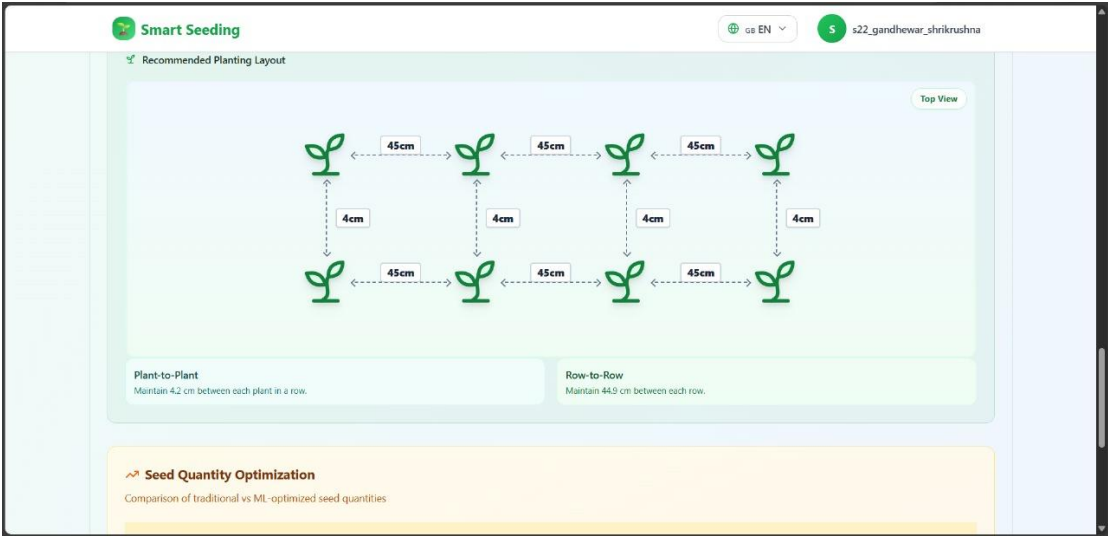 Smart Seeding
GB EN
S
s22_gandhewar_shrikrushna
Recommended Planting Layout
Top View
45cm 45cm 45cm
4cm 4cm 4cm 4cm
45cm 45cm 45cm
Plant-to-Plant
Maintain 4.2 cm between each plant in a row.
Row-to-Row
Maintain 44.9 cm between each row.
Seed Quantity Optimization
Comparison of traditional vs ML-optimized seed quantities